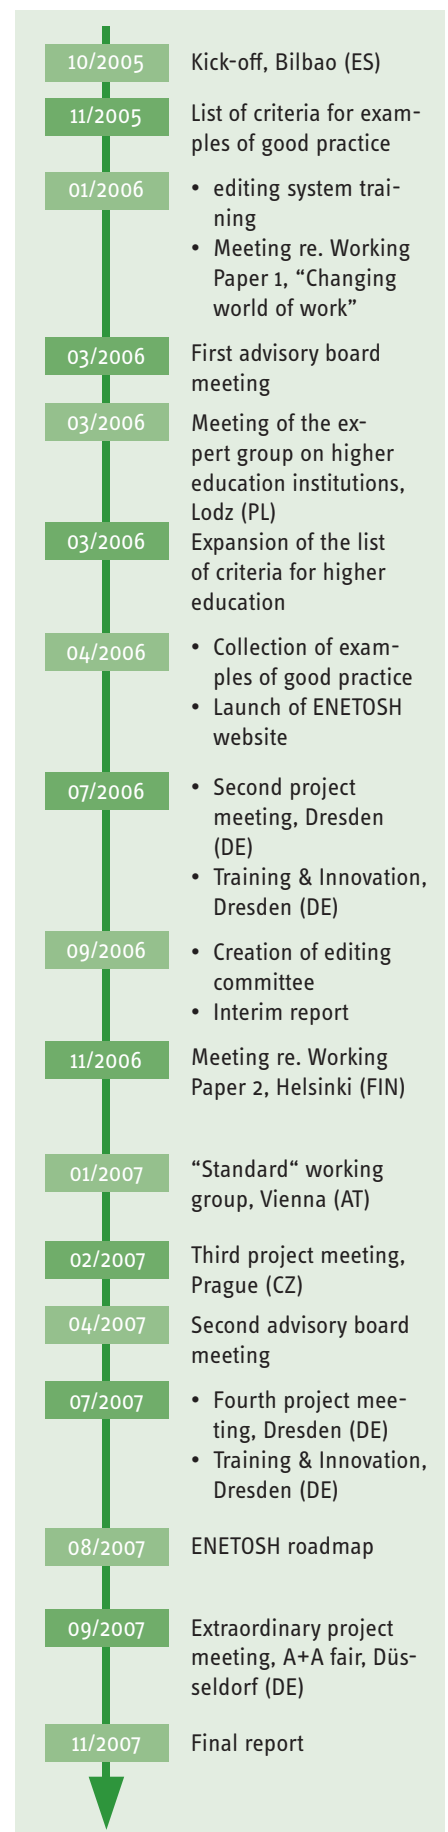 10/2005
Kick-off, Bilbao (ES)
11/2005
List of criteria for exam-
ples of good practice
01/2006
• editing system trai-
ning
• Meeting re. Working
Paper 1, “Changing
world of work”
03/2006
First advisory board
meeting
03/2006
Meeting of the ex-
pert group on higher
education institutions,
Lodz (PL)
03/2006
Expansion of the list
of criteria for higher
education
04/2006
• Collection of exam-
ples of good practice
• Launch of ENETOSH
website
07/2006
• Second project
meeting, Dresden
(DE)
• Training & Innovation,
Dresden (DE)
09/2006
• Creation of editing
committee
• Interim report
11/2006
Meeting re. Working
Paper 2, Helsinki (FIN)
01/2007
“Standard“ working
group, Vienna (AT)
02/2007
Third project meeting,
Prague (CZ)
04/2007
Second advisory board
meeting
07/2007
• Fourth project mee-
ting, Dresden (DE)
• Training & Innovation,
Dresden (DE)
08/2007
ENETOSH roadmap
09/2007
Extraordinary project
meeting, A+A fair, Düs-
seldorf (DE)
11/2007
Final report